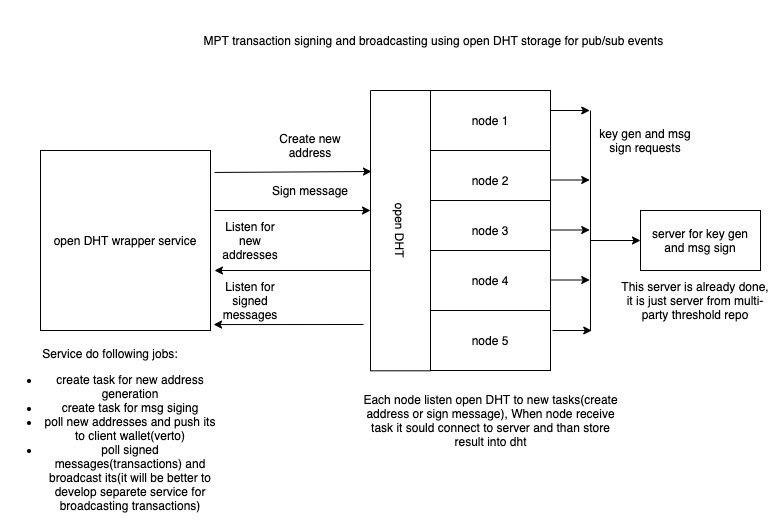 MPT transaction signing and broadcasting using open DHT storage for pub/sub events
Create new
address
Sign message
Listen for
new
addresses
Listen for
signed
messages
open DHT wrapper service
open DHT
node 1
node 2
node 3
node 4
node 5
key gen and msg
sign requests
server for key gen
and msg sign
This server is already done,
it is just server from multi-
party threshold repo
Service do following jobs:
• create task for new address
generation
• create task for msg siging
• poll new addresses and push its
to client wallet(verto)
• poll signed
messages(transactions) and
broadcast its(it will be better to
develop separete service for
broadcasting transactions)
Each node listen open DHT to new tasks(create
address or sign message), When node receive
task it sould connect to server and than store
result into dht